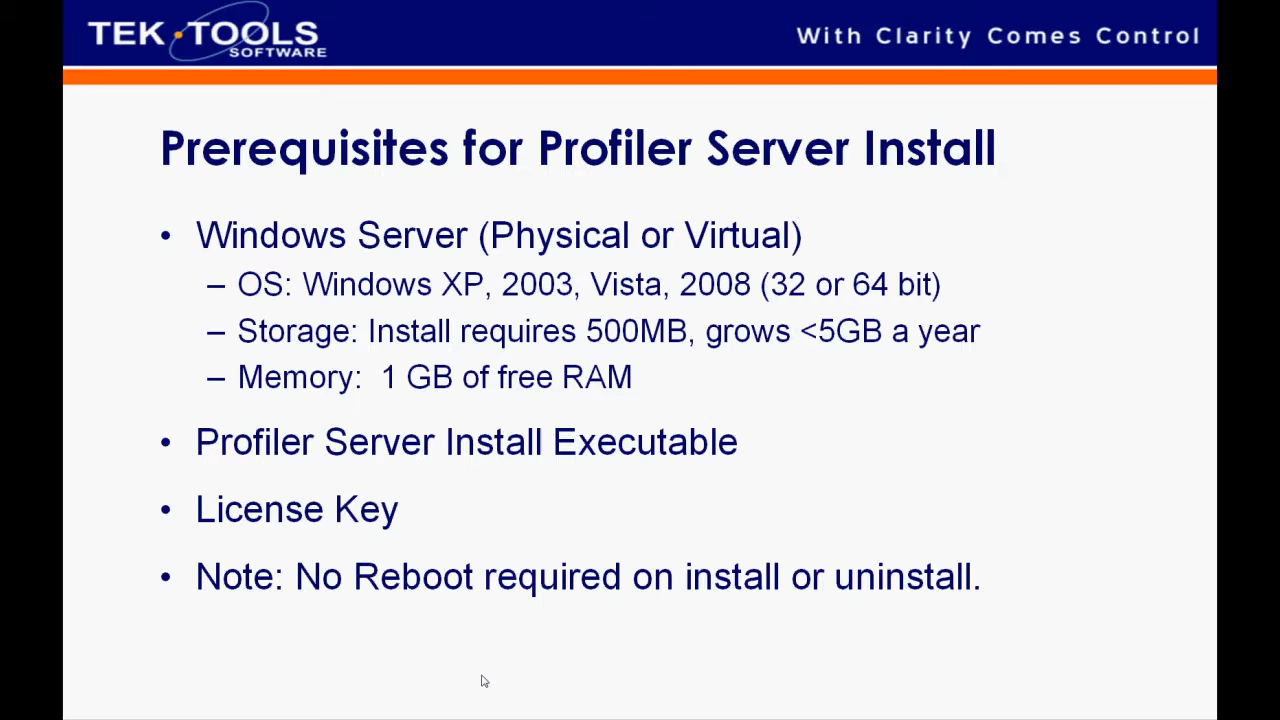 TEK•TOOLS
SOFTWARE
With Clarity Comes Control
Prerequisites for Profiler Server Install
• Windows Server (Physical or Virtual)
– OS: Windows XP, 2003, Vista, 2008 (32 or 64 bit)
– Storage: Install requires 500MB, grows <5GB a year
– Memory: 1 GB of free RAM
• Profiler Server Install Executable
• License Key
• Note: No Reboot required on install or uninstall.